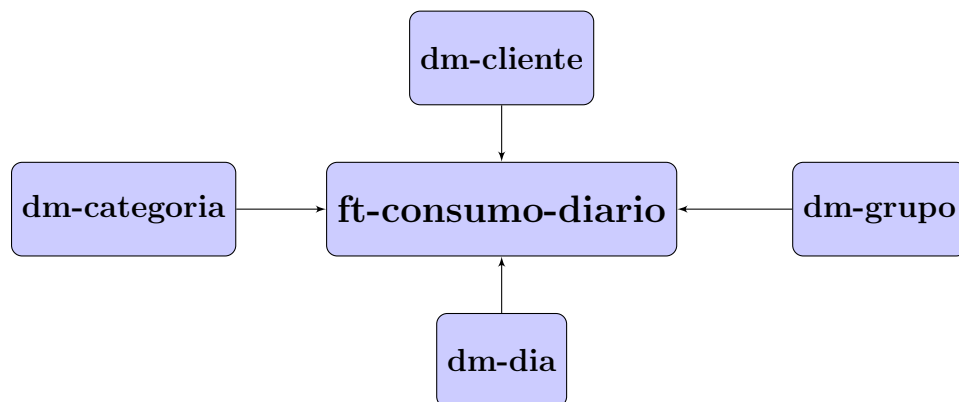 dm-cliente
dm-categoria
ft-consumo-diario
dm-grupo
dm-dia